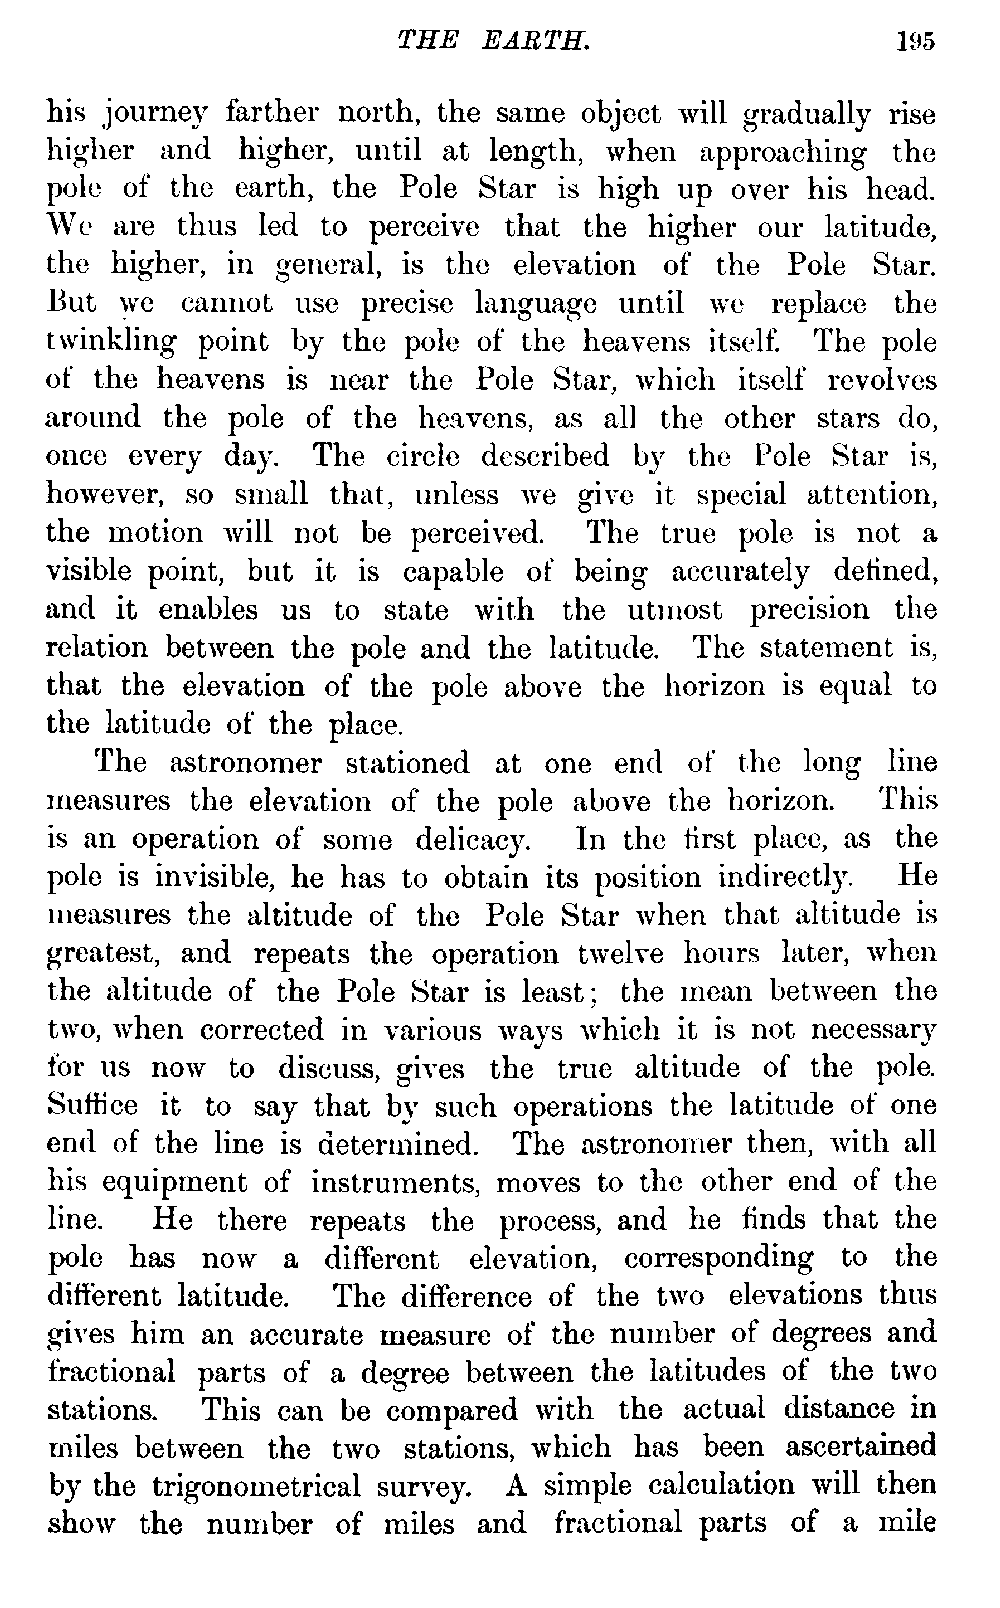 THE EARTH. 195
his journey farther north, the same object will gradually rise
higher and higher, until at length, when approaching the
pole of the earth, the Pole Star is high up over his head.
We are thus led to perceive that the higher our latitude,
the higher, in general, is the elevation of the Pole Star.
But we cannot use precise language until we replace the
twinkling point by the pole of the heavens itself. The pole
of the heavens is near the Pole Star, which itself revolves
around the pole of the heavens, as all the other stars do,
once every day. The circle described by the Pole Star is,
however, so small that, unless we give it special attention,
the motion will not be perceived. The true pole is not a
visible point, but it is capable of being accurately defined,
and it enables us to state with the utmost precision the
relation between the pole and the latitude. The statement is,
that the elevation of the pole above the horizon is equal to
the latitude of the place.
The astronomer stationed at one end of the long line
measures the elevation of the pole above the horizon. This
is an operation of some delicacy. In the first place, as the
pole is invisible, he has to obtain its position indirectly. He
measures the altitude of the Pole Star when that altitude is
greatest, and repeats the operation twelve hours later, when
the altitude of the Pole Star is least; the mean between the
two, when corrected in various ways which it is not necessary
for us now to discuss, gives the true altitude of the pole.
Suffice it to say that by such operations the latitude of one
end of the line is determined. The astronomer then, with all
his equipment of instruments, moves to the other end of the
line. He there repeats the process, and he finds that the
pole has now a different elevation, corresponding to the
different latitude. The difference of the two elevations thus
gives him an accurate measure of the number of degrees and
fractional parts of a degree between the latitudes of the two
stations. This can be compared with the actual distance in
miles between the two stations, which has been ascertained
by the trigonometrical survey. A simple calculation will then
show the number of miles and fractional parts of a mile